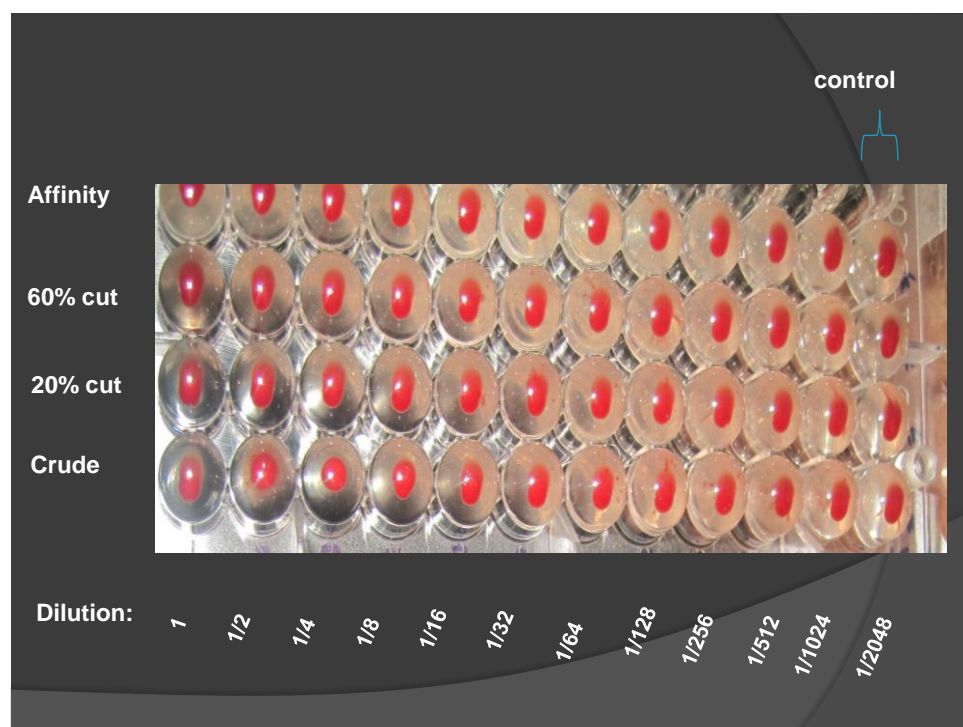 control
Affinity
60% cut
20% cut
Crude
Dilution:
1
1/2
1/4
1/8
1/16
1/32
1/64
1/128
1/256
1/512
1/1024
1/2048